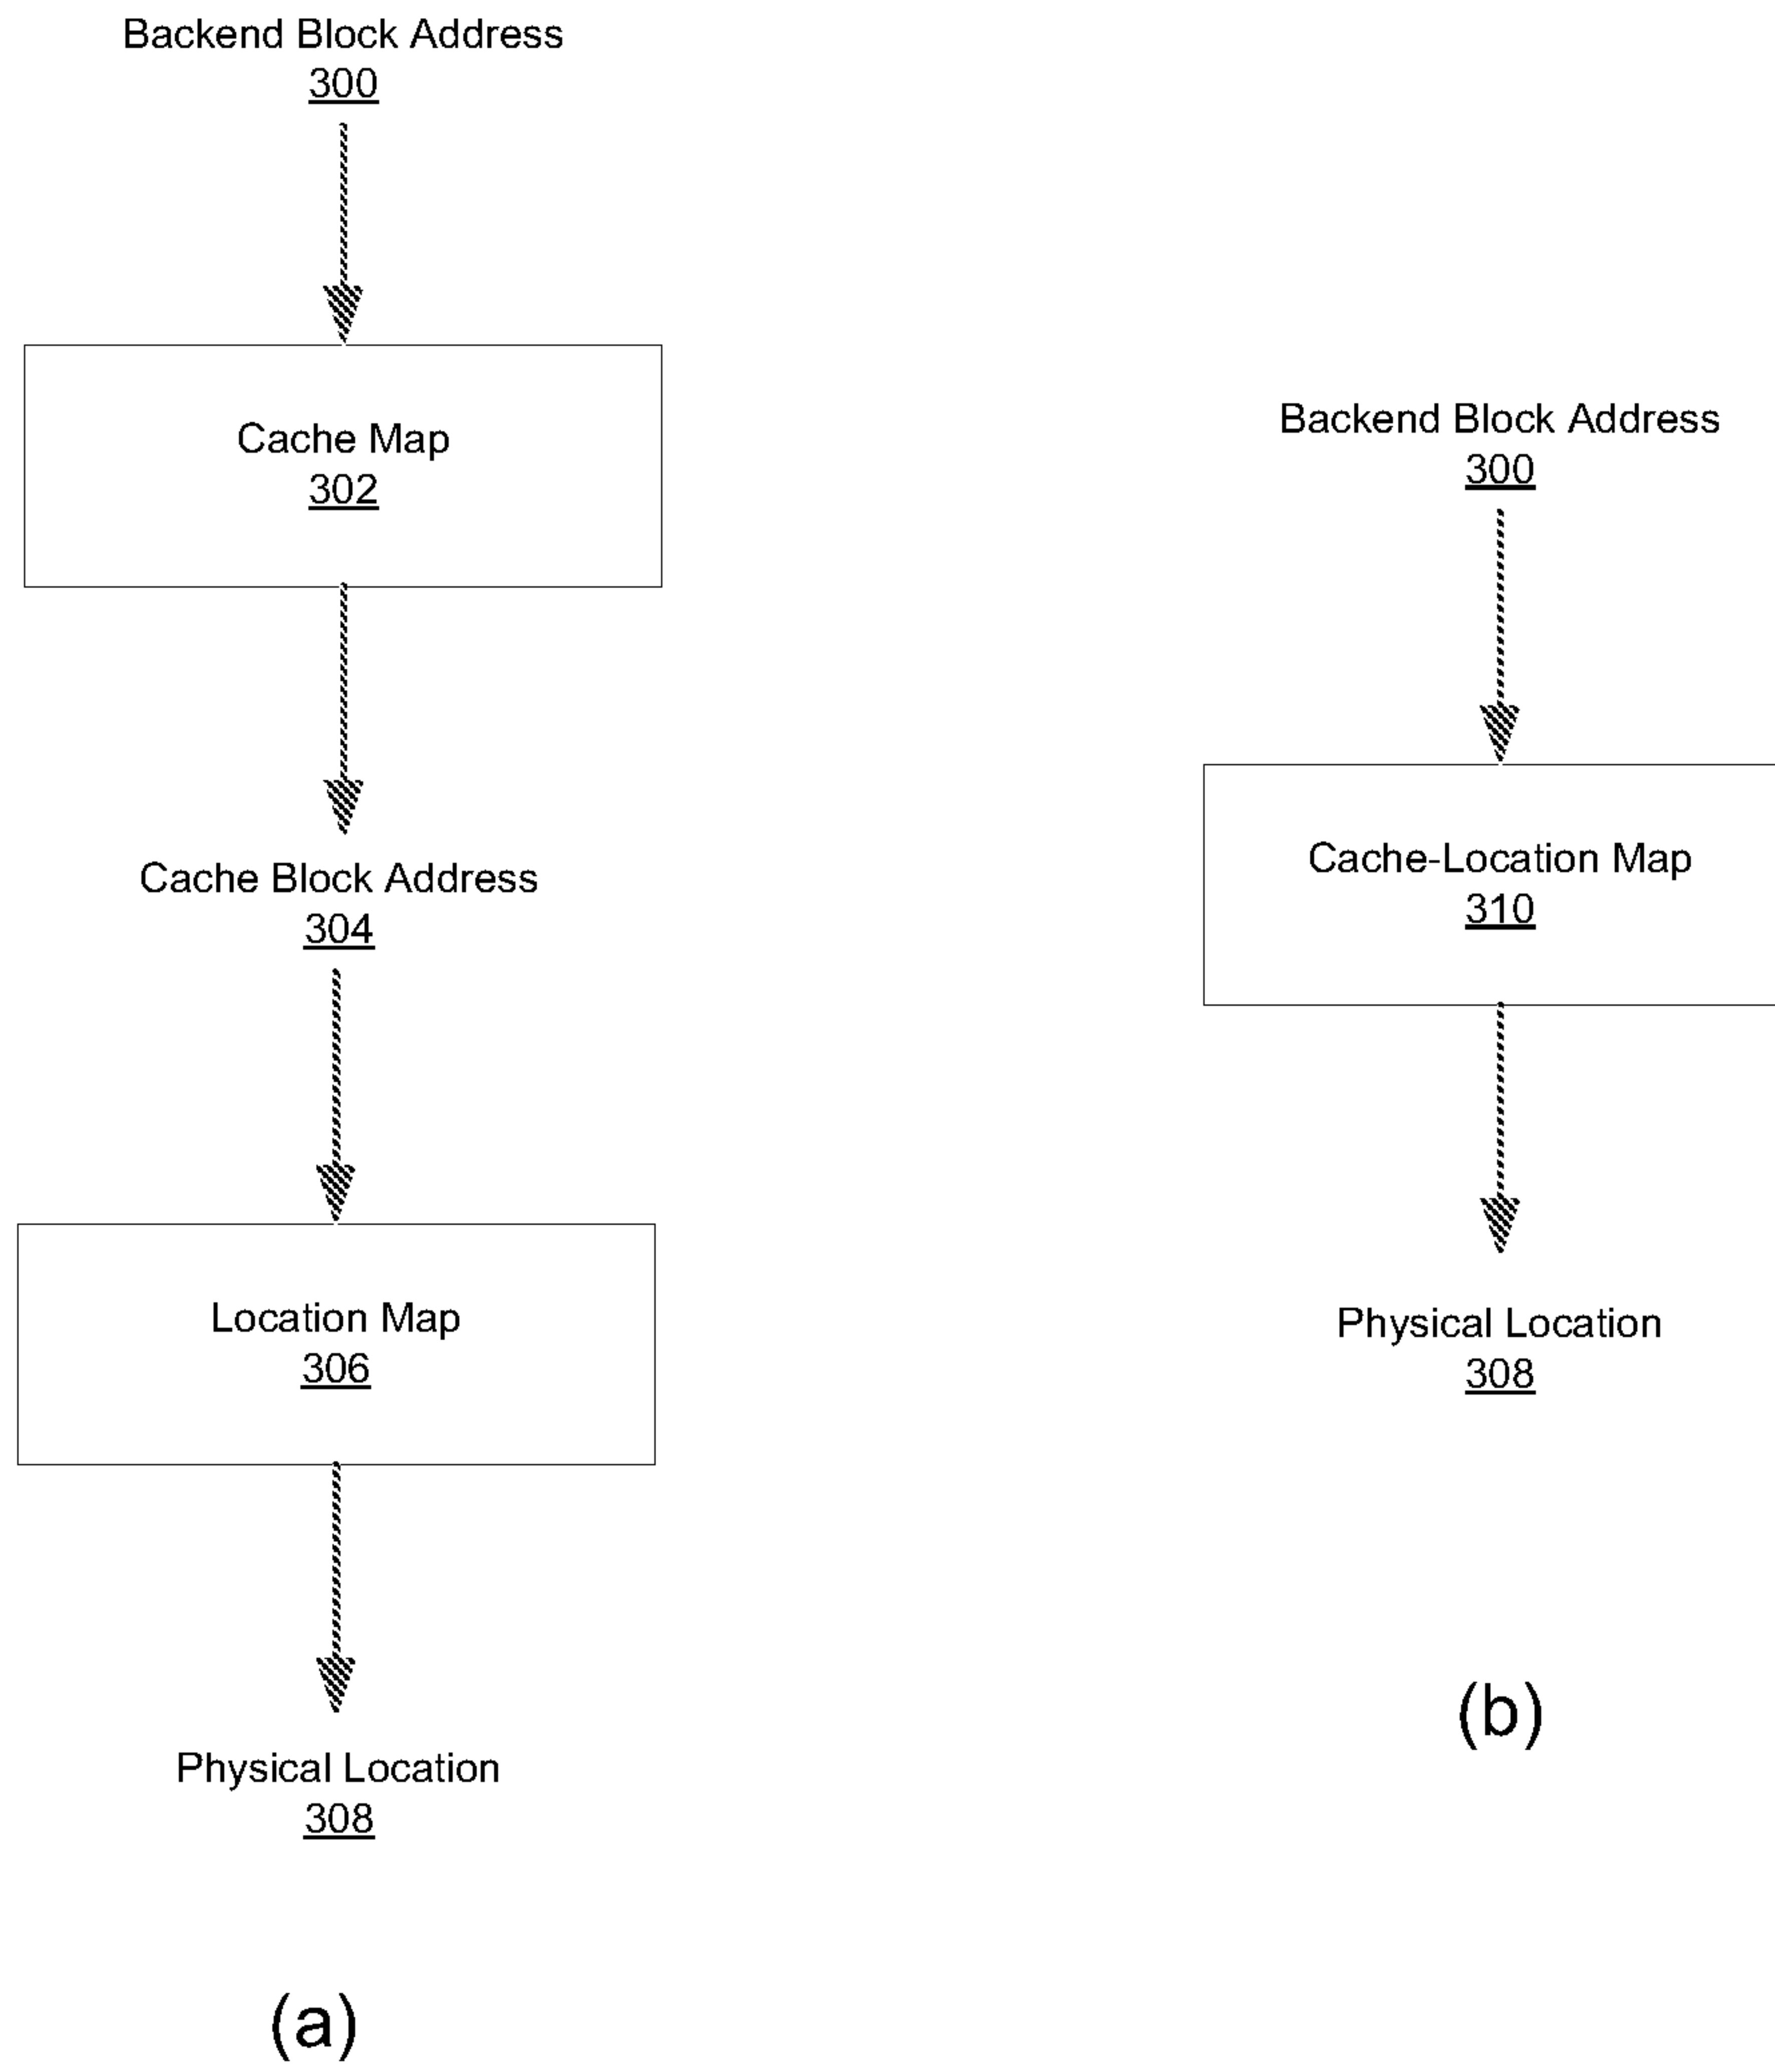 Backend Block Address
300
Cache Map
302
Cache Block Address
304
Location Map
306
Physical Location
308
(a)
Backend Block Address
300
Cache-Location Map
310
Physical Location
308
(b)